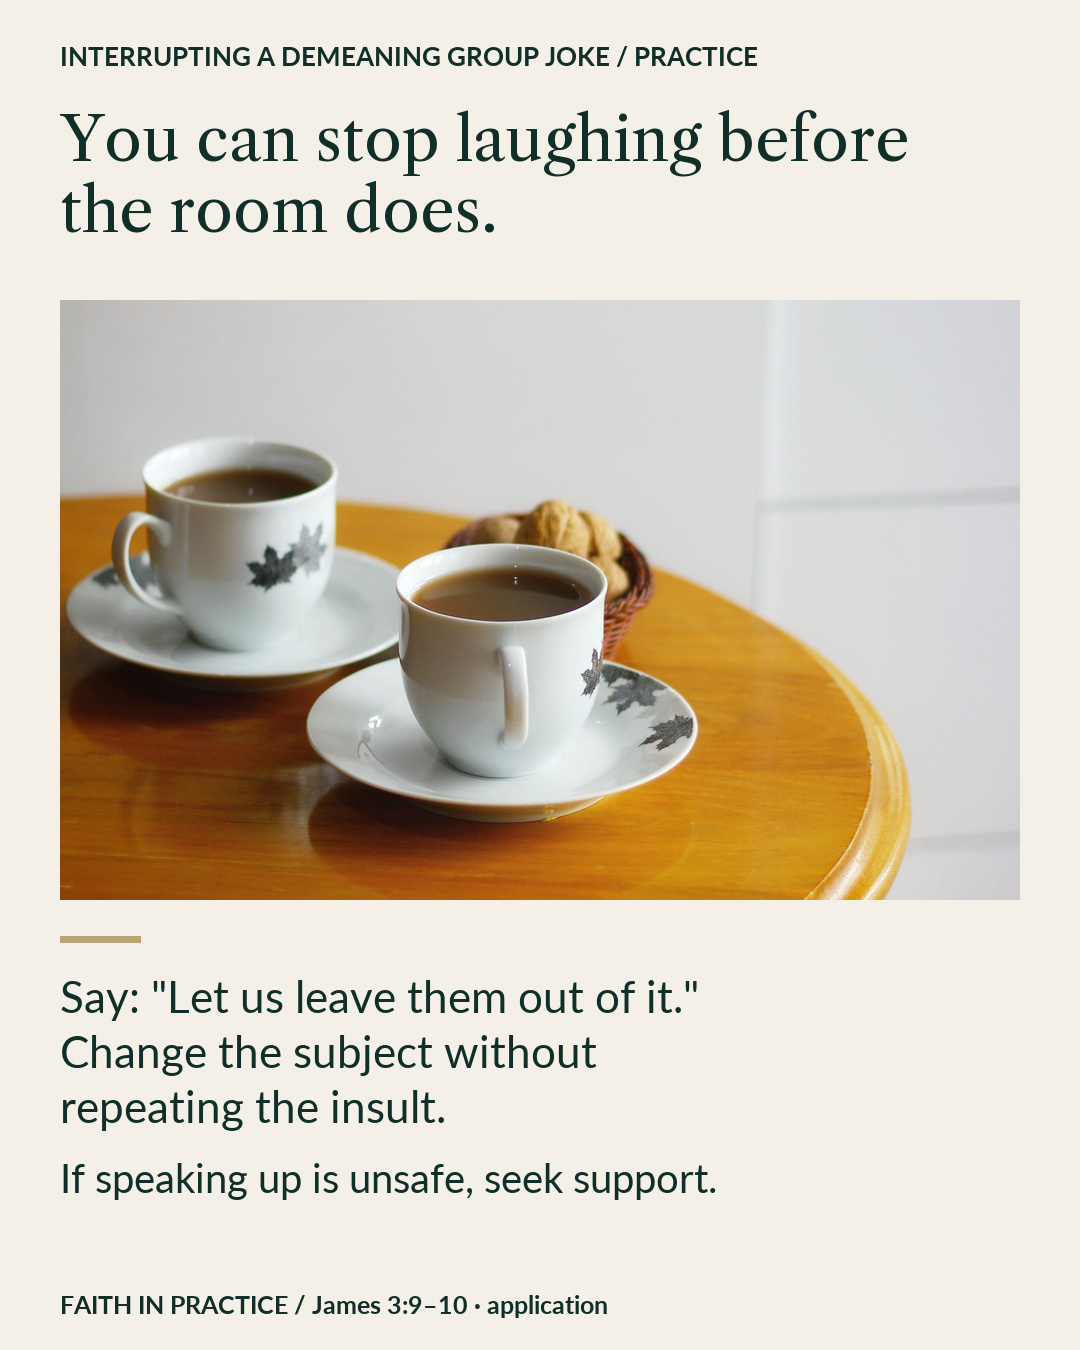 INTERRUPTING A DEMEANING GROUP JOKE / PRACTICE
You can stop laughing before
the room does.
Say: "Let us leave them out of it."
Change the subject without
repeating the insult.
If speaking up is unsafe, seek support.
FAITH IN PRACTICE / James 3:9–10 · application